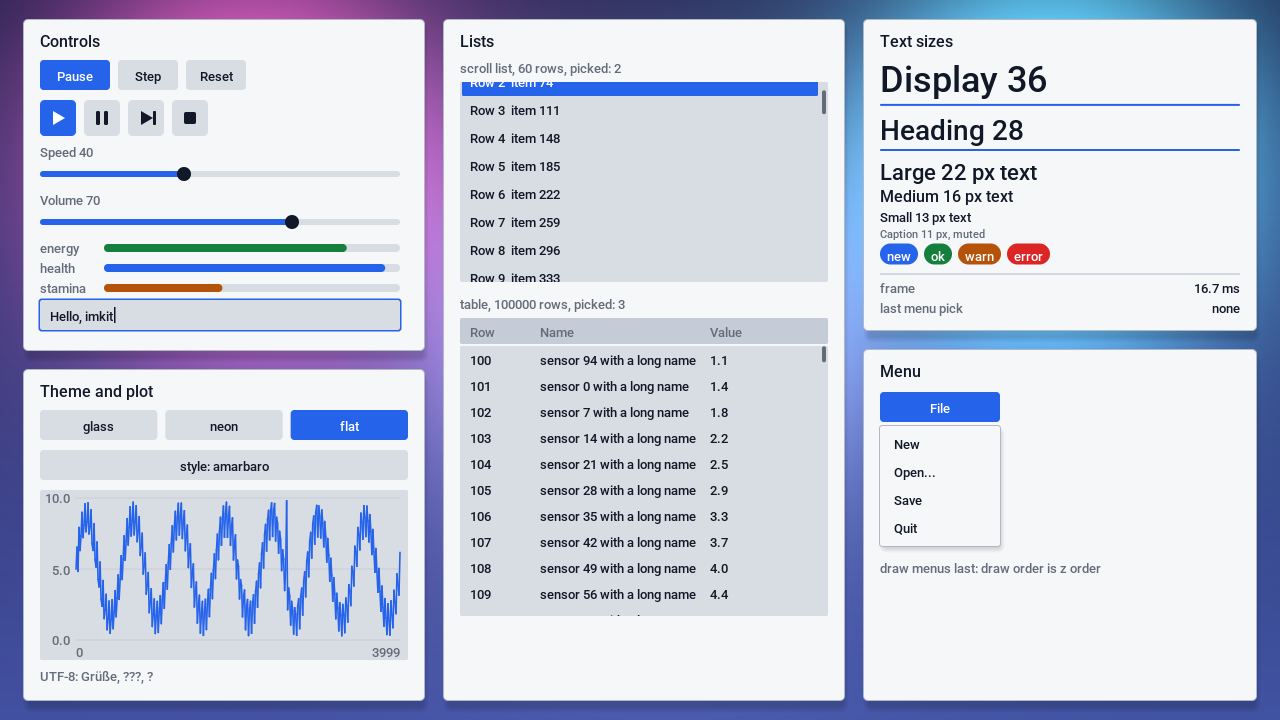 Controls
Pause Step Reset
Speed 40
Volume 70
energy
health
stamina
Hello, imkit
Theme and plot
glass neon flat
style: amarbaro
10.0
5.0
0.0
0 3999
UTF-8: Grüße, ???, ?
Lists
scroll list, 60 rows, picked: 2
Row 2 item 74
Row 3 item 111
Row 4 item 148
Row 5 item 185
Row 6 item 222
Row 7 item 259
Row 8 item 296
Row 9 item 333
table, 100000 rows, picked: 3
Row Name Value
100 sensor 94 with a long name 1.1
101 sensor 0 with a long name 1.4
102 sensor 7 with a long name 1.8
103 sensor 14 with a long name 2.2
104 sensor 21 with a long name 2.5
105 sensor 28 with a long name 2.9
106 sensor 35 with a long name 3.3
107 sensor 42 with a long name 3.7
108 sensor 49 with a long name 4.0
109 sensor 56 with a long name 4.4
Text sizes
Display 36
Heading 28
Large 22 px text
Medium 16 px text
Small 13 px text
Caption 11 px, muted
new ok warn error
frame 16.7 ms
last menu pick none
Menu
File
New
Open...
Save
Quit
draw menus last: draw order is z order